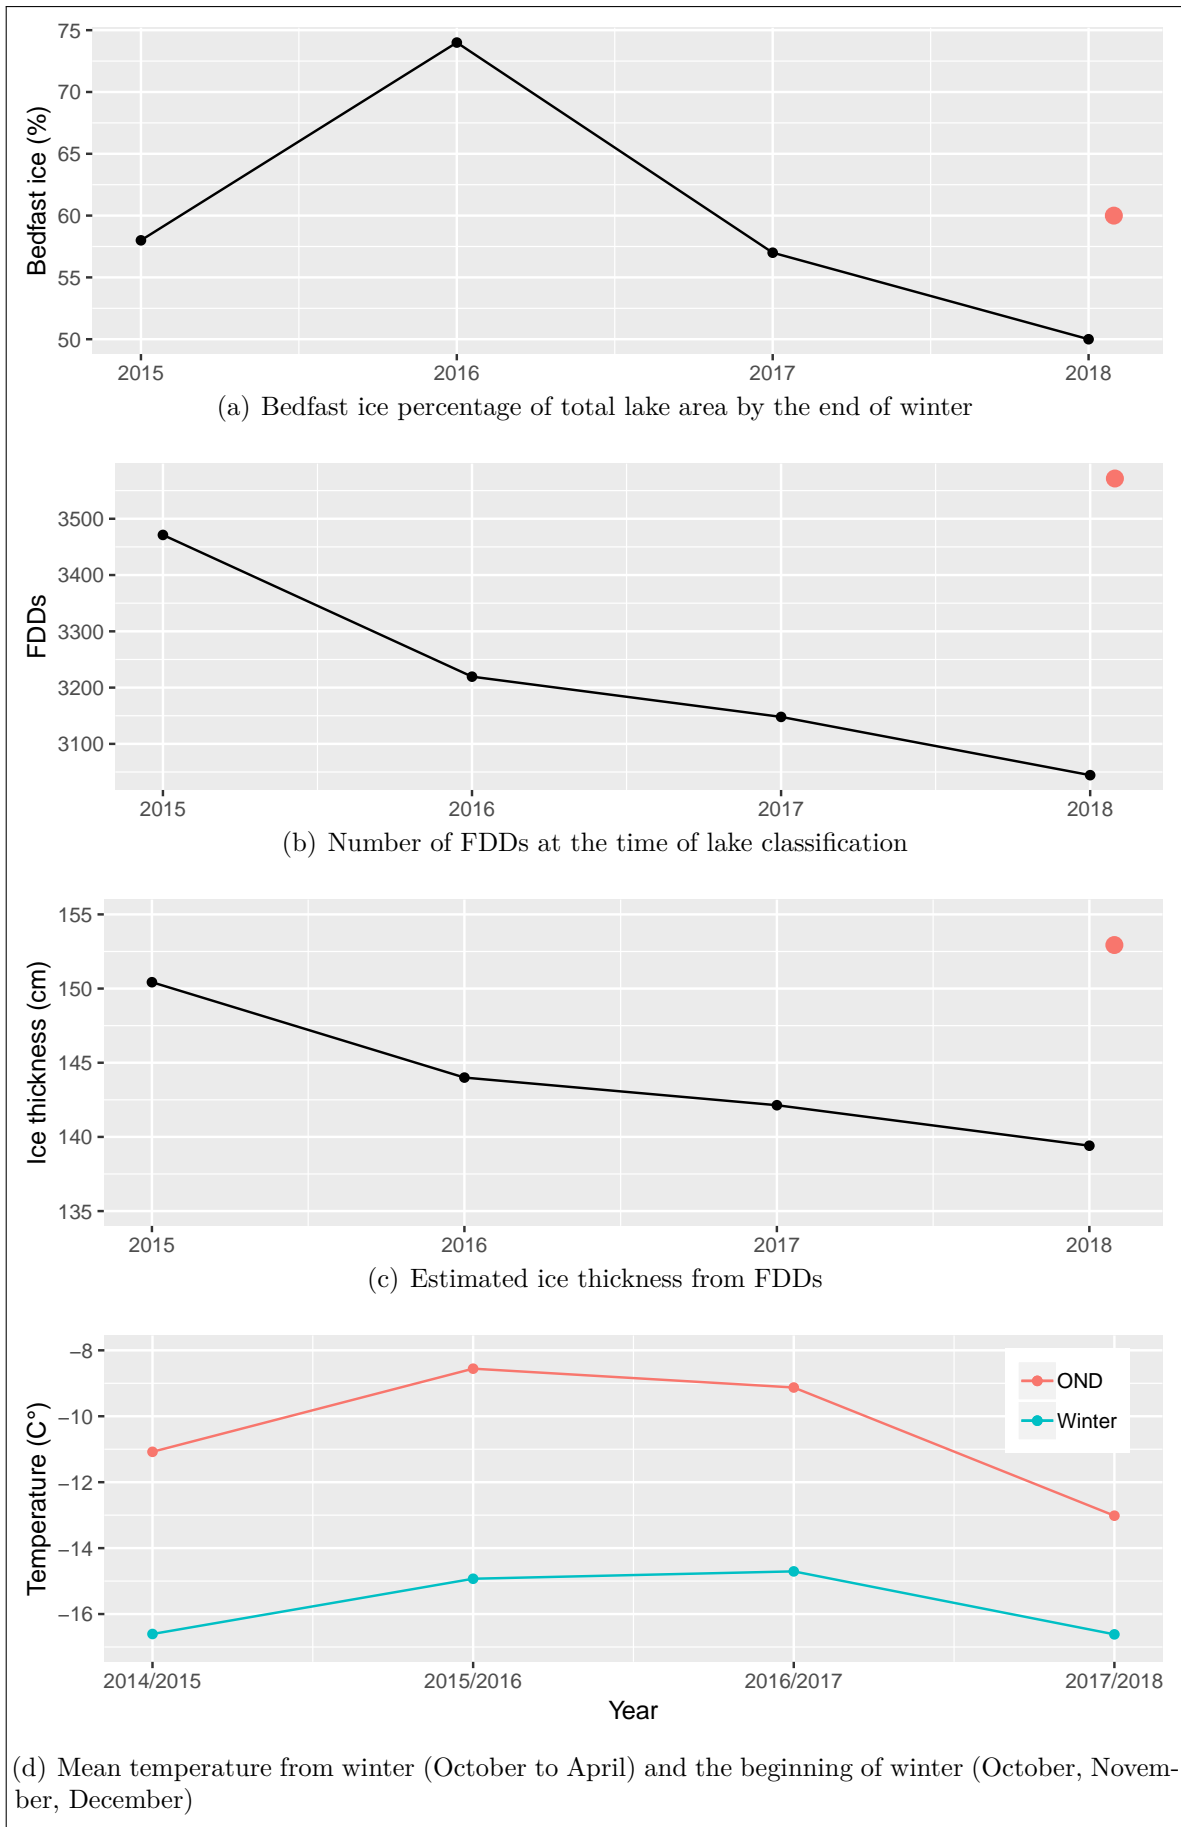 75
70
65
60
55
50
Bedfast ice (%)
2015 2016 2017 2018
(a) Bedfast ice percentage of total lake area by the end of winter
3500
3400
3300
3200
3100
FDDs
2015 2016 2017 2018
(b) Number of FDDs at the time of lake classification
155
150
145
140
135
Ice thickness (cm)
2015 2016 2017 2018
(c) Estimated ice thickness from FDDs
−8
−10
−12
−14
−16
Temperature (C°)
OND
Winter
2014/2015 2015/2016 2016/2017 2017/2018
Year
(d) Mean temperature from winter (October to April) and the beginning of winter (October, Novem-
ber, December)